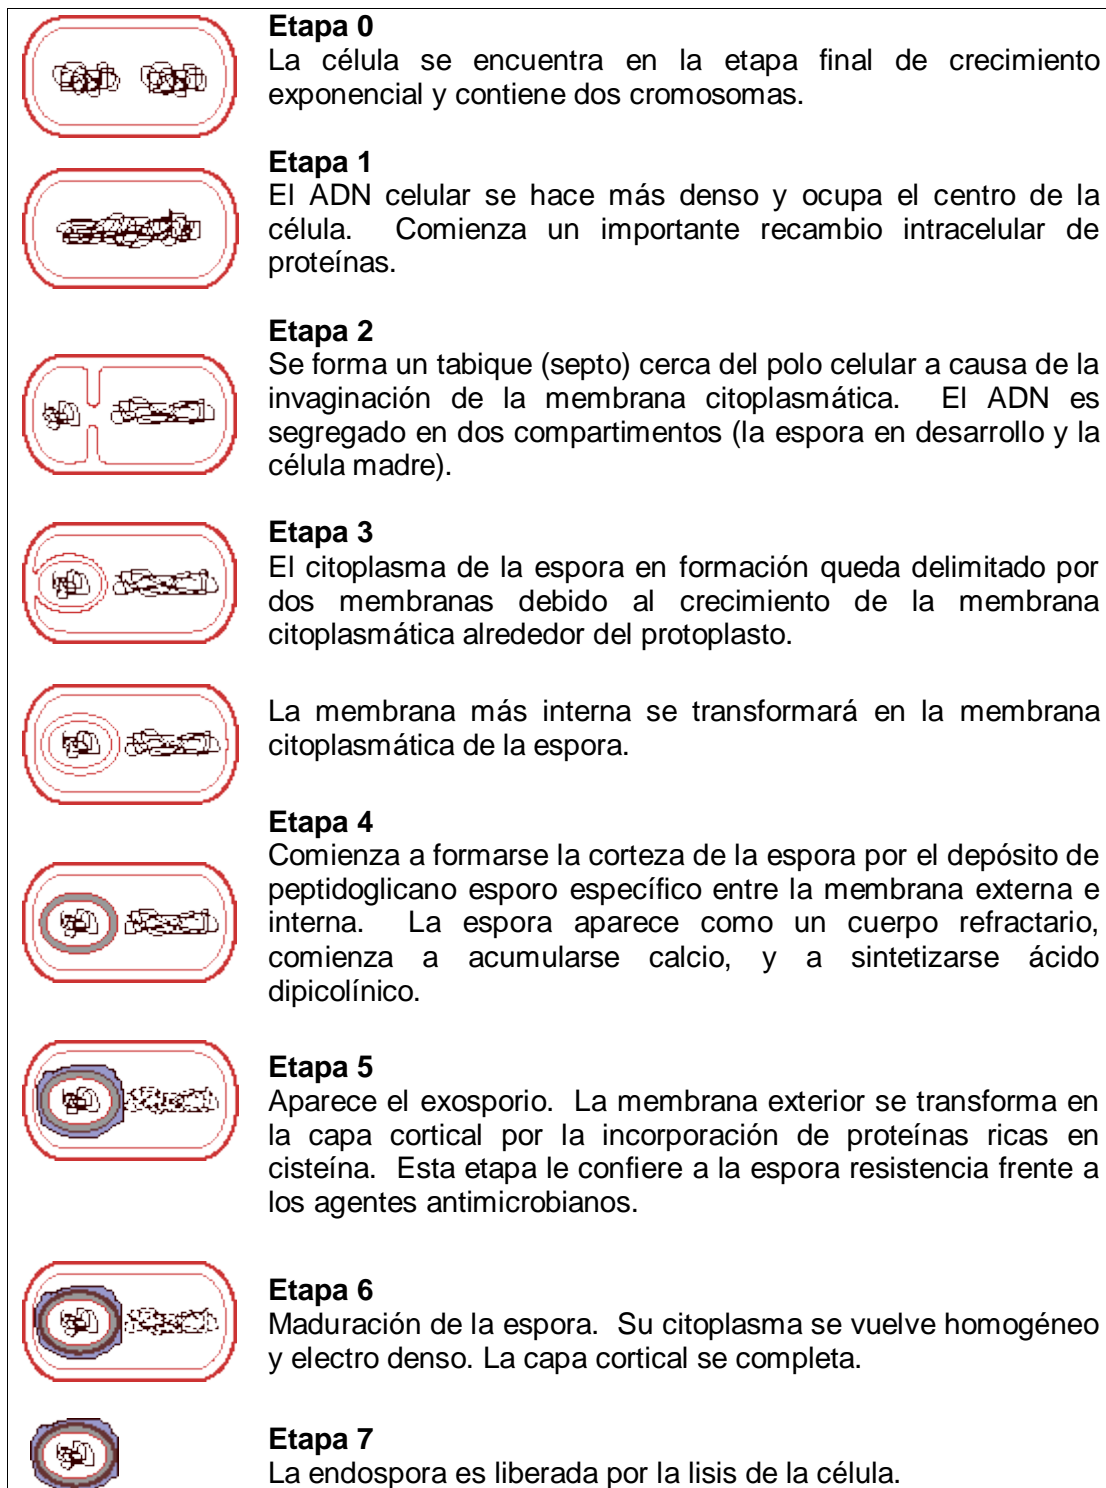 Etapa 0
La célula se encuentra en la etapa final de crecimiento
exponencial y contiene dos cromosomas.
Etapa 1
El ADN celular se hace más denso y ocupa el centro de la
célula. Comienza un importante recambio intracelular de
proteínas.
Etapa 2
Se forma un tabique (septo) cerca del polo celular a causa de la
invaginación de la membrana citoplasmática. El ADN es
segregado en dos compartimentos (la espora en desarrollo y la
célula madre).
Etapa 3
El citoplasma de la espora en formación queda delimitado por
dos membranas debido al crecimiento de la membrana
citoplasmática alrededor del protoplasto.
La membrana más interna se transformará en la membrana
citoplasmática de la espora.
Etapa 4
Comienza a formarse la corteza de la espora por el depósito de
peptidoglicano esporo específico entre la membrana externa e
interna. La espora aparece como un cuerpo refractario,
comienza a acumularse calcio, y a sintetizarse ácido
dipicolínico.
Etapa 5
Aparece el exosporio. La membrana exterior se transforma en
la capa cortical por la incorporación de proteínas ricas en
cisteína. Esta etapa le confiere a la espora resistencia frente a
los agentes antimicrobianos.
Etapa 6
Maduración de la espora. Su citoplasma se vuelve homogéneo
y electro denso. La capa cortical se completa.
Etapa 7
La endospora es liberada por la lisis de la célula.